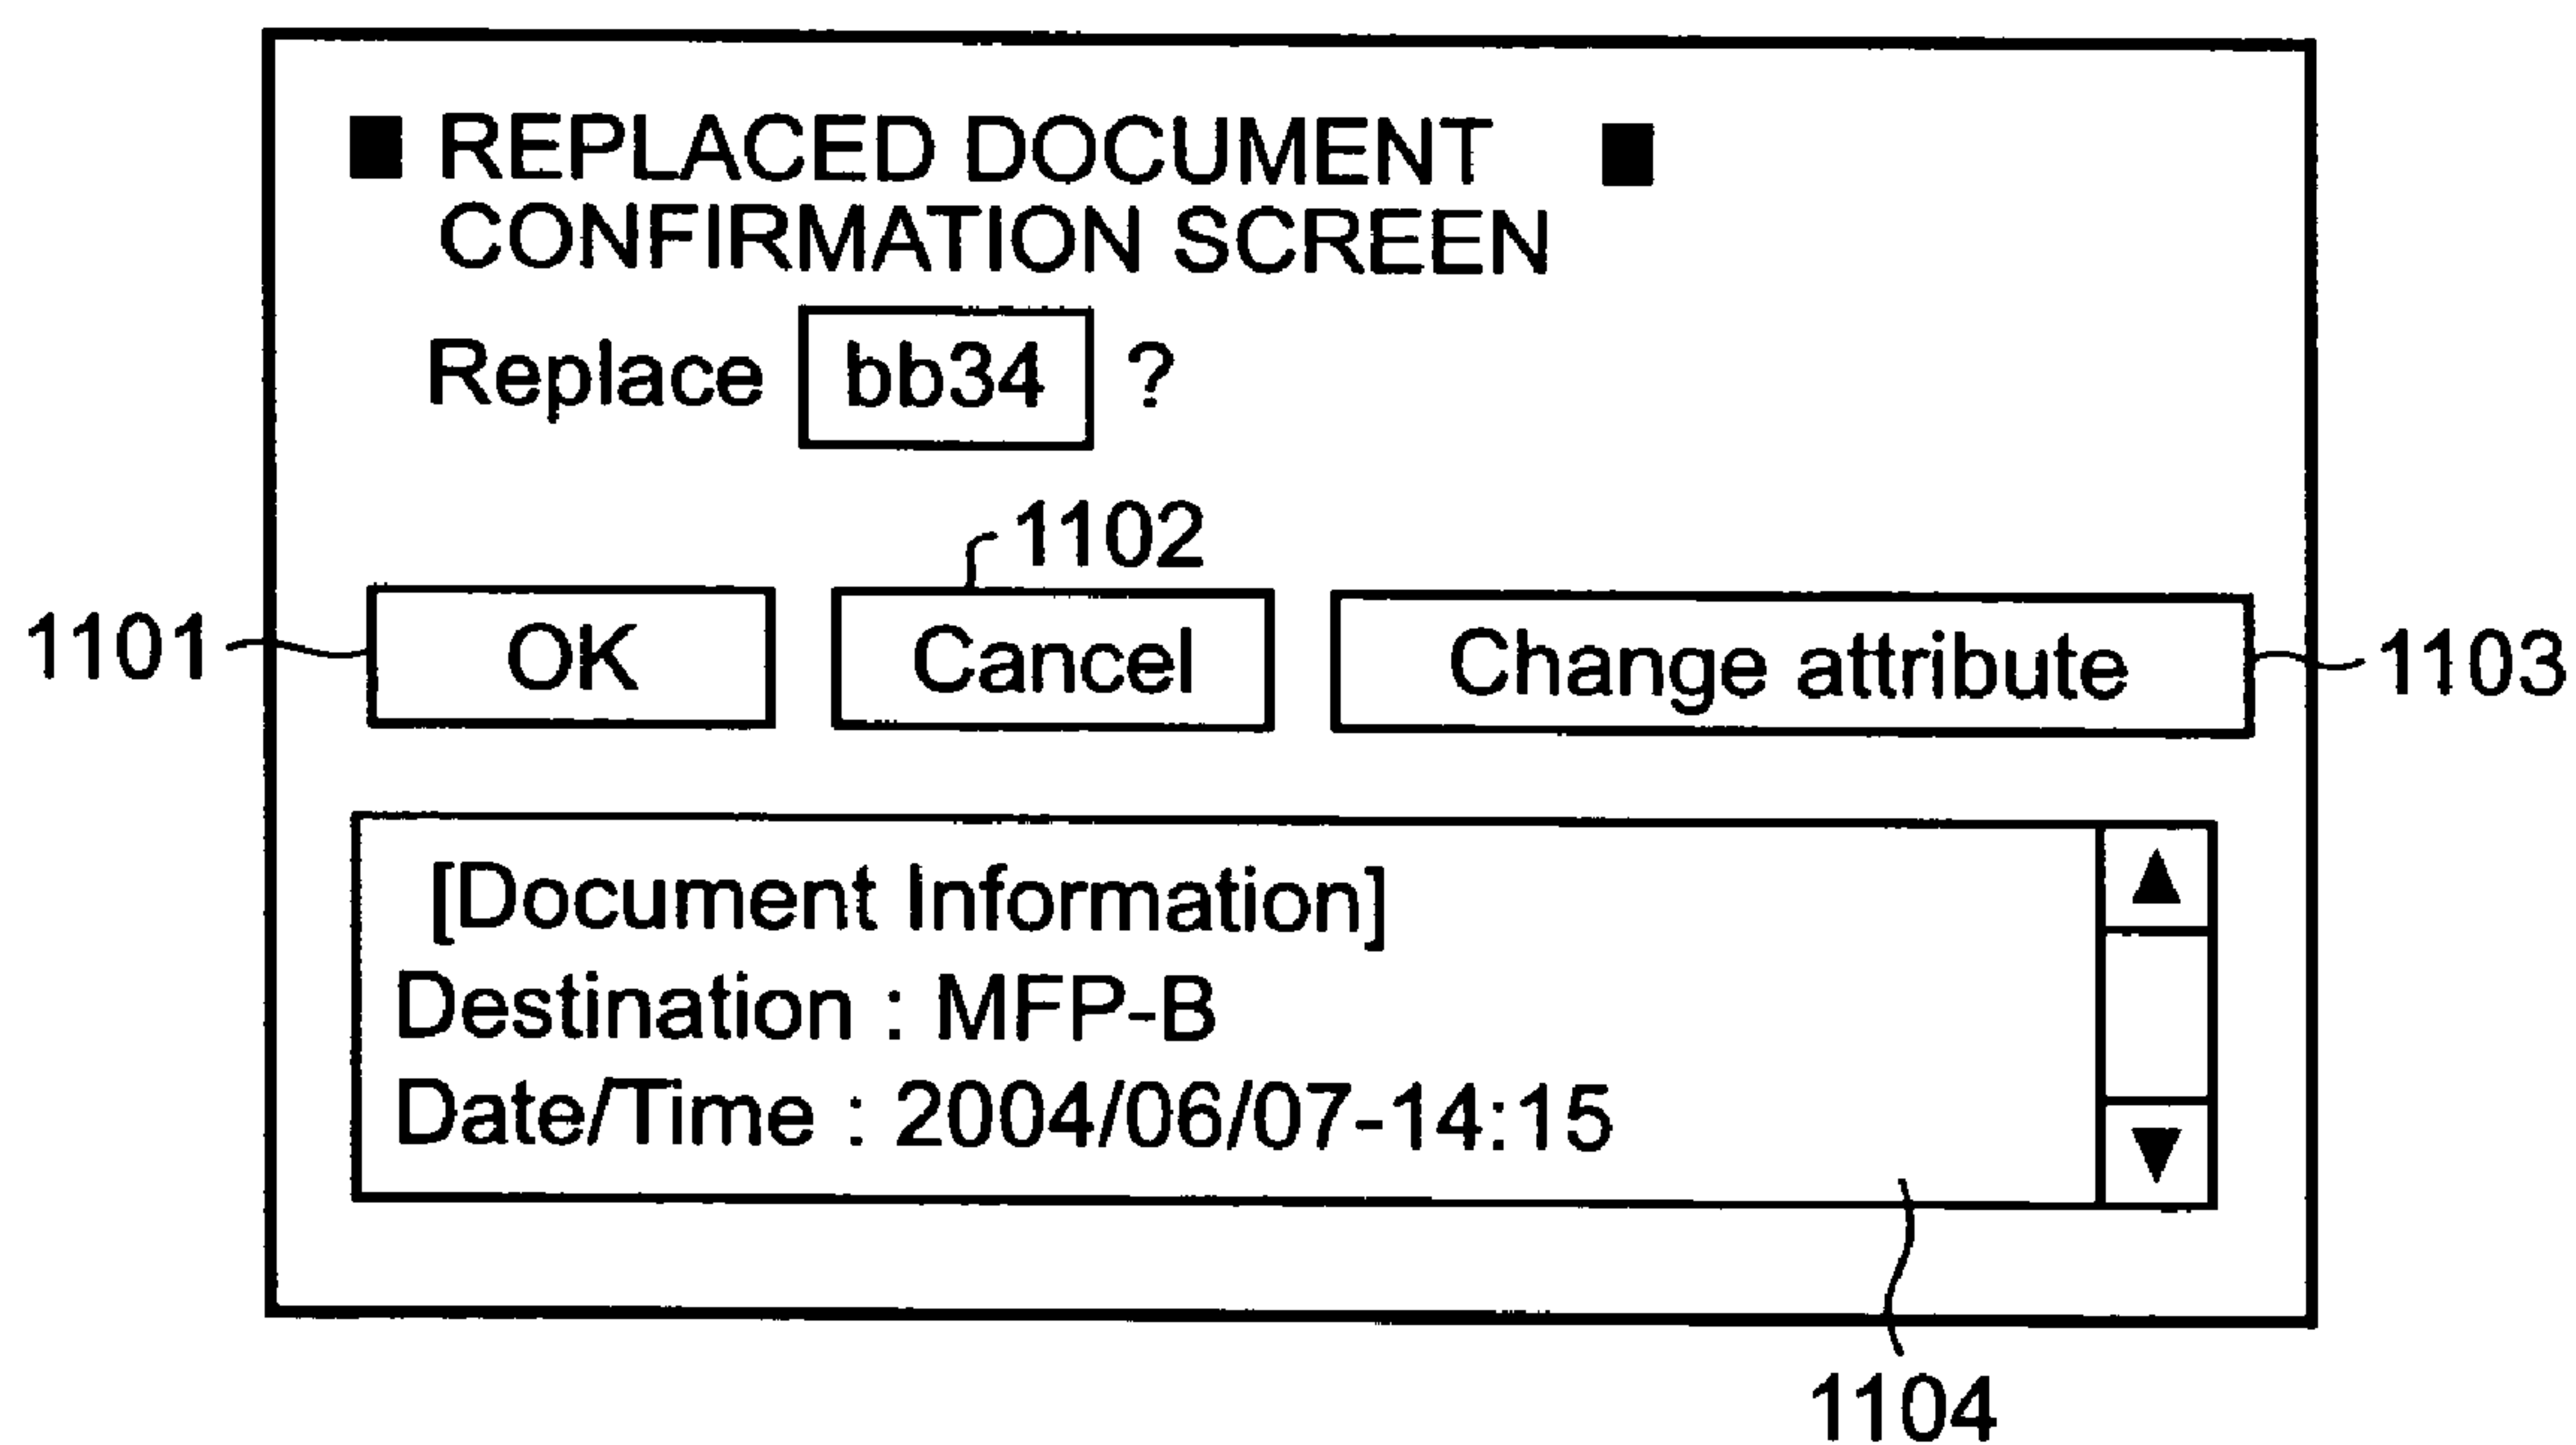 ■ REPLACED DOCUMENT ■
CONFIRMATION SCREEN
Replace bb34 ?
1102
1101 OK Cancel Change attribute 1103
[Document Information] ▲
Destination : MFP-B
Date/Time : 2004/06/07-14:15 ▼
1104